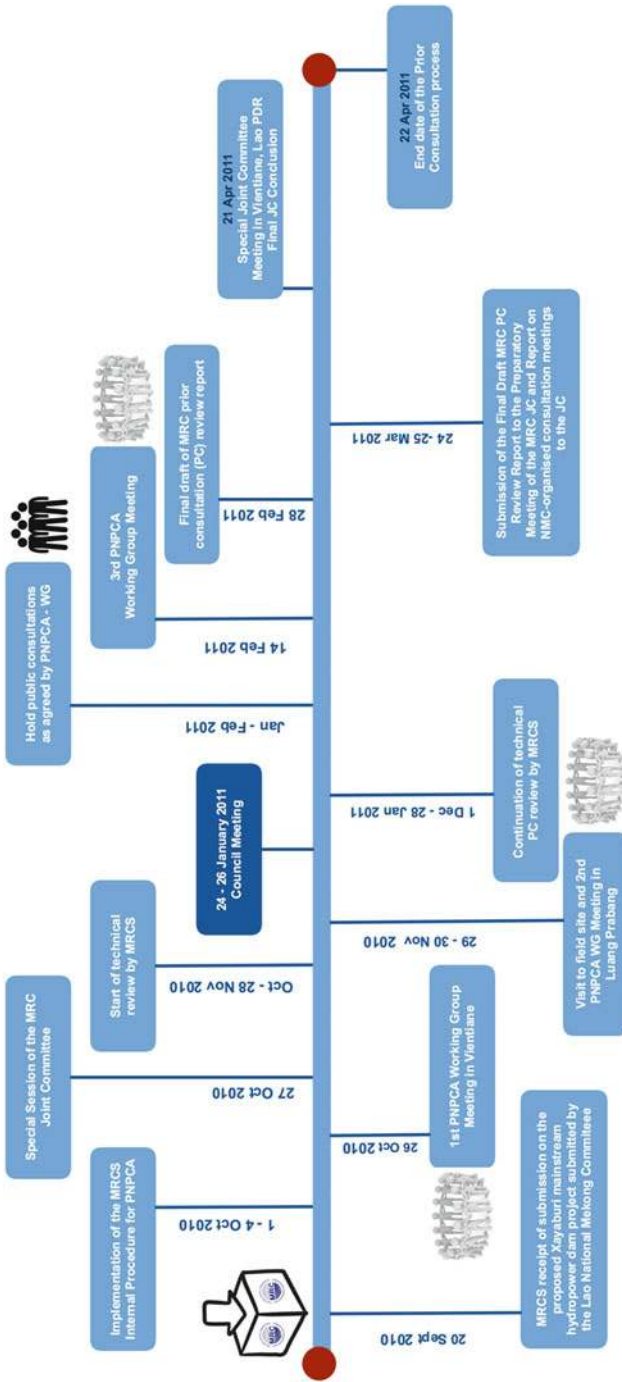 20 Sept 2010
MRCS receipt of submission on the
proposed Xayaburi mainstream
hydropower dam project submitted by
the Lao National Mekong Commiteee
MRC
MRC
1 - 4 Oct 2010
Implementation of the MRCS
Internal Procedure for PNPCA
26 Oct 2010
1st PNPCA Working Group
Meeting in Vientiane
27 Oct 2010
Special Session of the MRC
Joint Committee
Oct - 28 Nov 2010
Start of technical
review by MRCS
29 - 30 Nov 2010
Visit to field site and 2nd
PNPCA WG Meeting in
Luang Prabang
24 - 26 January 2011
Council Meeting
1 Dec - 28 Jan 2011
Continuation of technical
PC review by MRCS
Jan - Feb 2011
Hold public consultations
as agreed by PNPCA - WG
14 Feb 2011
3rd PNPCA
Working Group Meeting
28 Feb 2011
Final draft of MRC prior
consultation (PC) review report
24 -25 Mar 2011
Submission of the Final Draft MRC PC
Review Report to the Preparatory
Meeting of the MRC JC and Report on
NMC-organised consultation meetings
to the JC
21 Apr 2011
Special Joint Committee
Meeting in Vientiane, Lao PDR
Final JC Conclusion
22 Apr 2011
End date of the Prior
Consultation process